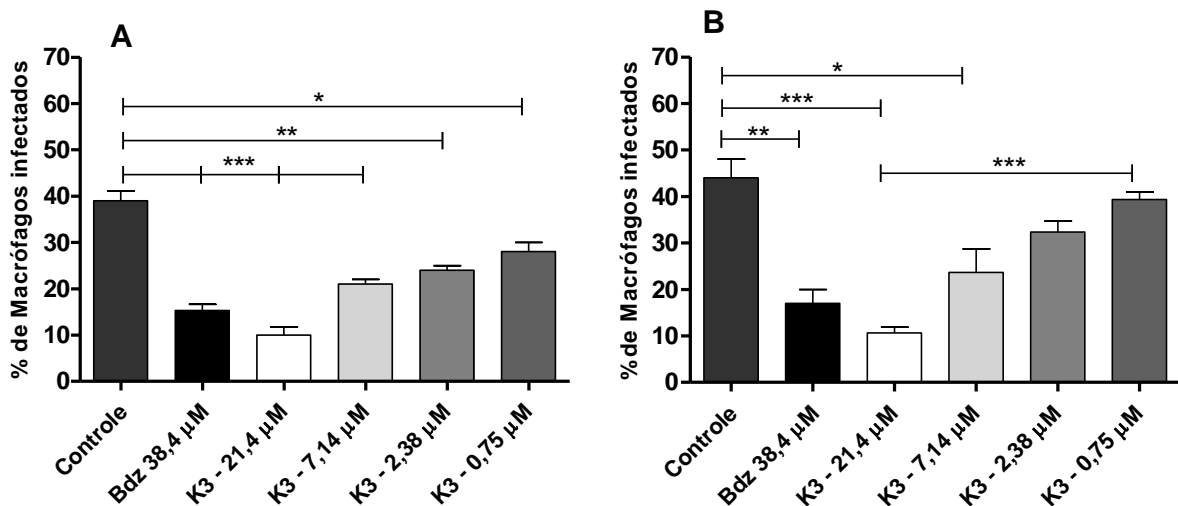 A
% de Macrófagos infectados
70
60
50
40
30
20
10
0
*
**
***
Controle
Bdz 38,4 µM
K3 - 21,4 µM
K3 - 7,14 µM
K3 - 2,38 µM
K3 - 0,75 µM
B
%de Macrófagos infectados
70
60
50
40
30
20
10
0
*
***
**
***
Controle
Bdz 38,4 µM
K3 - 21,4 µM
K3 - 7,14 µM
K3 - 2,38 µM
K3 - 0,75 µM